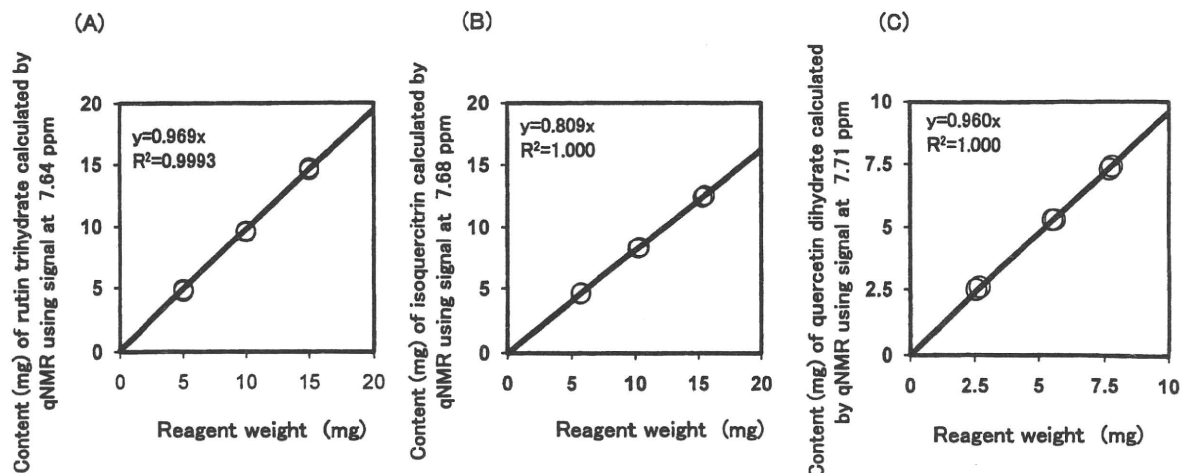 (A)
Content (mg) of rutin trihydrate calculated by
qNMR using signal at 7.64 ppm
20
15
10
5
0
y=0.969x
R²=0.9993
0 5 10 15 20
Reagent weight (mg)
(B)
Content (mg) of isoquercitrin calculated by
qNMR using signal at 7.68 ppm
20
15
10
5
0
y=0.809x
R²=1.000
0 5 10 15 20
Reagent weight (mg)
(C)
Content (mg) of quercetin dihydrate calculated
by qNMR using signal at 7.71 ppm
10
7.5
5
2.5
0
y=0.960x
R²=1.000
0 2.5 5 7.5 10
Reagent weight (mg)